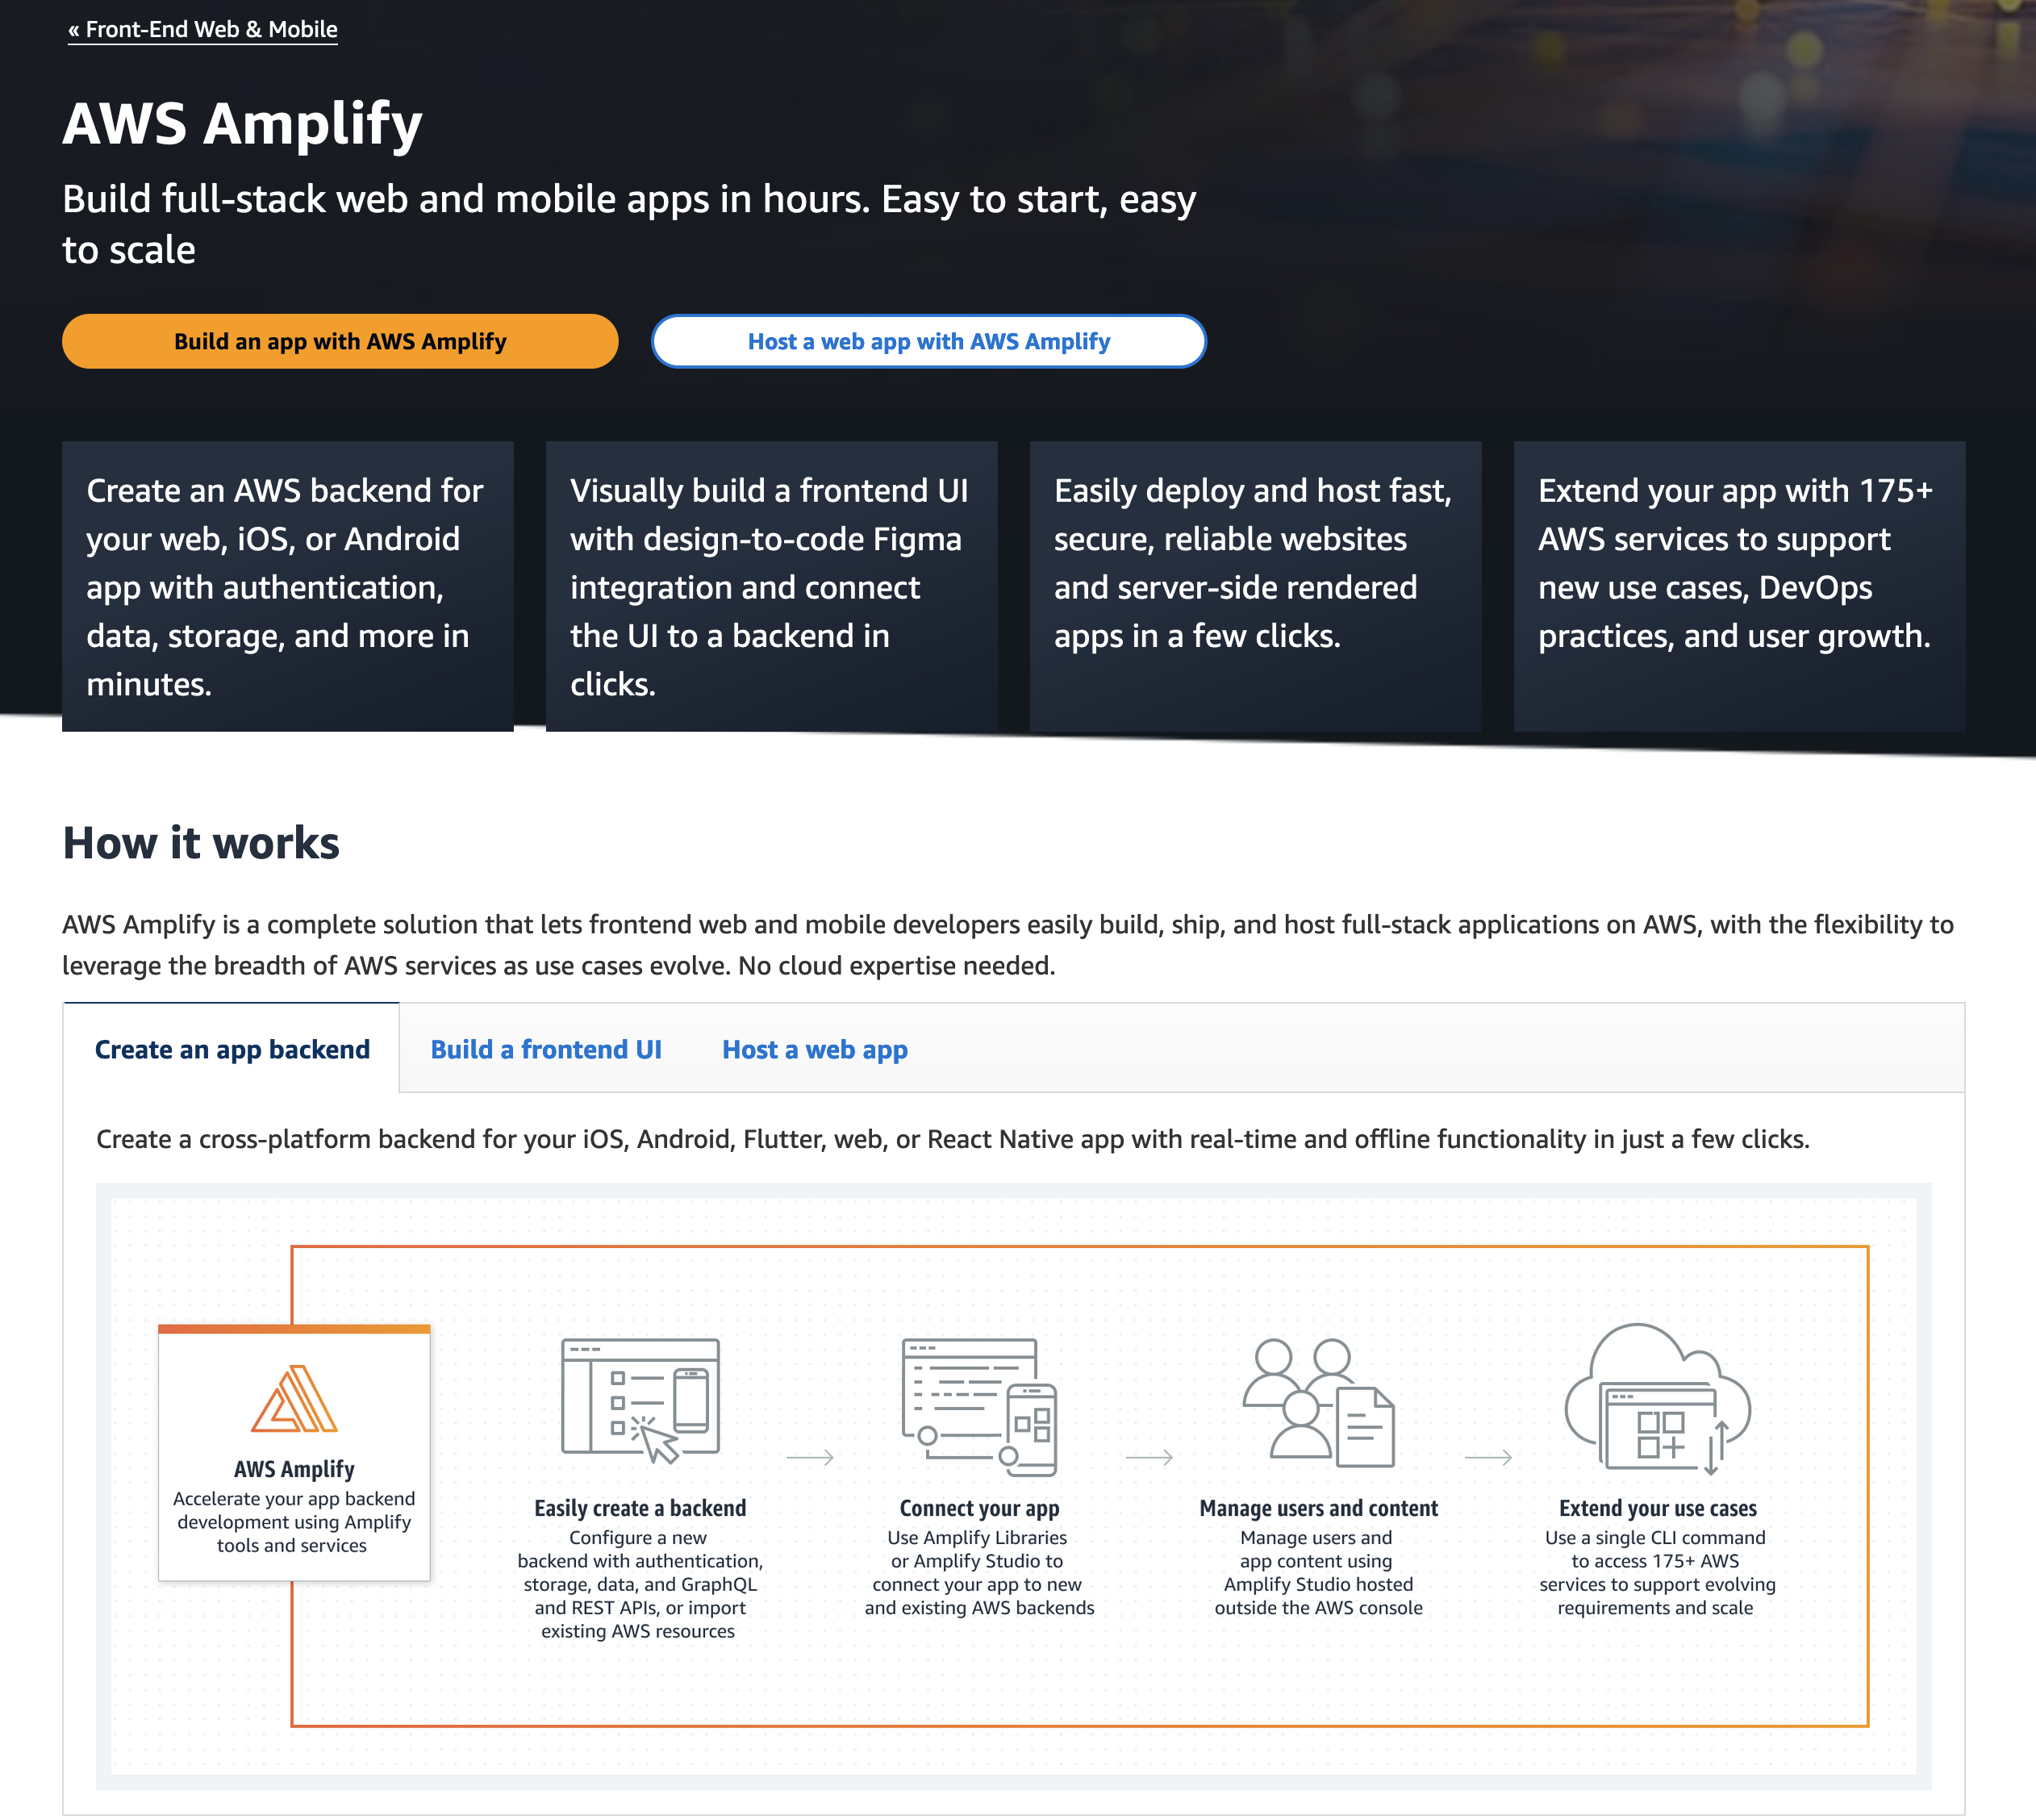 « Front-End Web & Mobile
AWS Amplify
Build full-stack web and mobile apps in hours. Easy to start, easy
to scale
Build an app with AWS Amplify
Host a web app with AWS Amplify
Create an AWS backend for
your web, iOS, or Android
app with authentication,
data, storage, and more in
minutes.
Visually build a frontend UI
with design-to-code Figma
integration and connect
the UI to a backend in
clicks.
Easily deploy and host fast,
secure, reliable websites
and server-side rendered
apps in a few clicks.
Extend your app with 175+
AWS services to support
new use cases, DevOps
practices, and user growth.
How it works
AWS Amplify is a complete solution that lets frontend web and mobile developers easily build, ship, and host full-stack applications on AWS, with the flexibility to
leverage the breadth of AWS services as use cases evolve. No cloud expertise needed.
Create an app backend
Build a frontend UI
Host a web app
Create a cross-platform backend for your iOS, Android, Flutter, web, or React Native app with real-time and offline functionality in just a few clicks.
AWS Amplify
Accelerate your app backend
development using Amplify
tools and services
Easily create a backend
Configure a new
backend with authentication,
storage, data, and GraphQL
and REST APIs, or import
existing AWS resources
Connect your app
Use Amplify Libraries
or Amplify Studio to
connect your app to new
and existing AWS backends
Manage users and content
Manage users and
app content using
Amplify Studio hosted
outside the AWS console
Extend your use cases
Use a single CLI command
to access 175+ AWS
services to support evolving
requirements and scale